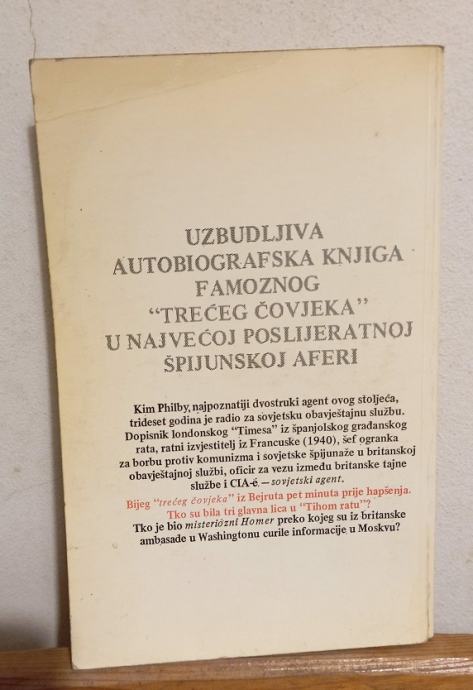 UZBUDLJIVA
AUTOBIOGRAFSKA KNJIGA
FAMOZNOG
“TREĆEG ČOVJEKA”
U NAJVEĆOJ POSLIJERATNOJ
ŠPIJUNSKOJ AFERI
Kim Philby, najpoznatiji dvostruki agent ovog stoljeća,
trideset godina je radio za sovjetsku obavještajnu službu.
Dopisnik londonskog “Timesa” iz španjolskog građanskog
rata, ratni izvjestitelj iz Francuske (1940), šef ogranka
za borbu protiv komunizma i sovjetske špijunaže u britanskoj
obavještajnoj službi, oficir za vezu između britanske tajne
službe i CIA-é. — sovjetski agent.
Bijeg “trećeg čovjeka” iz Bejruta pet minuta prije hapšenja.
Tko su bila tri glavna lica u “Tihom ratu”?
Tko je bio misteriózni Homer preko kojeg su iz britanske
ambasade u Washingtonu curile informacije u Moskvu?